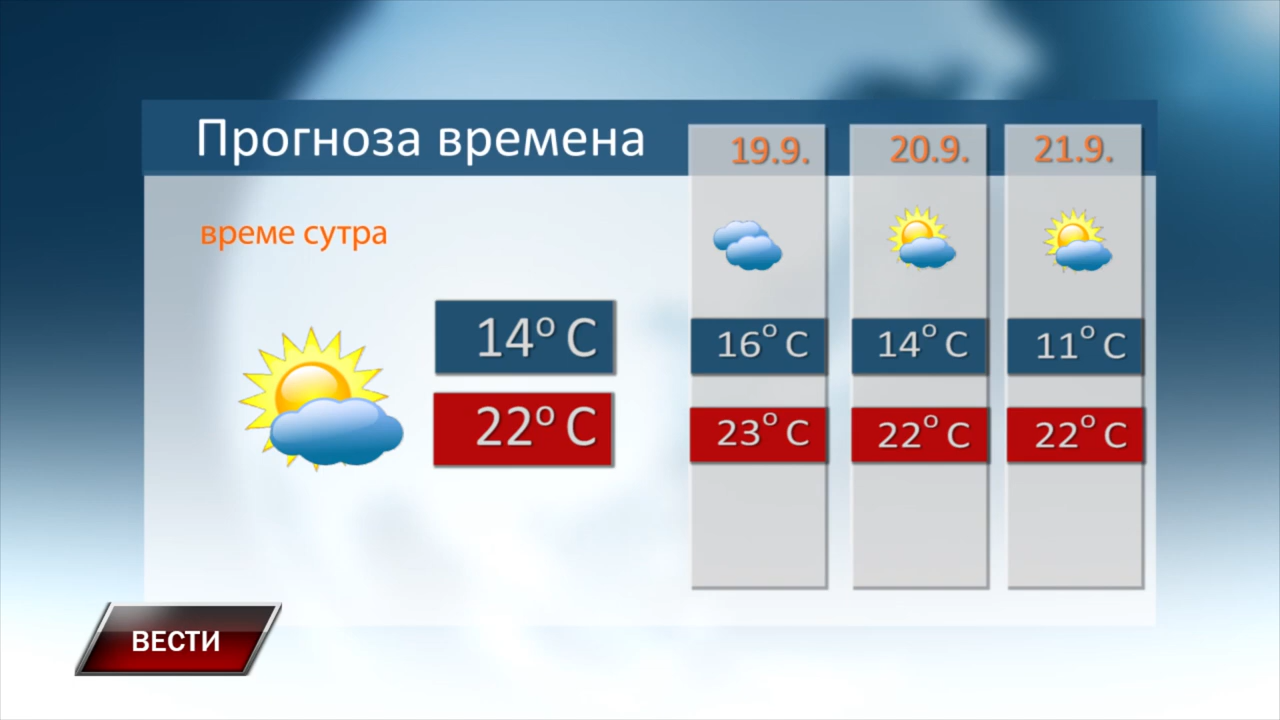 Прогноза времена
време сутра
14° C
22° C
19.9.
16° C
23° C
20.9.
14° C
22° C
21.9.
11° C
22° C
ВЕСТИ